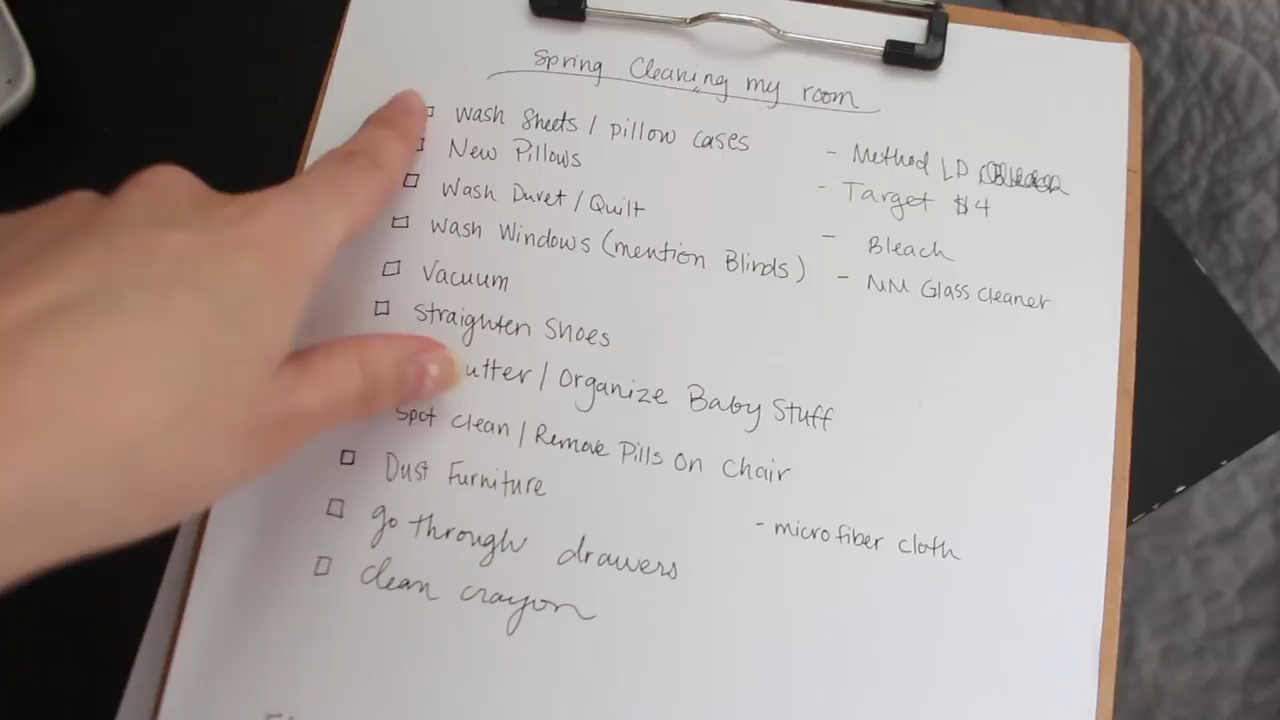 Spring Cleaning my room
Wash Sheets / pillow cases
New Pillows
Wash Duvet / Quilt
Wash Windows (mention Blinds)
Vacuum
Straighten Shoes
utter / Organize Baby Stuff
Spot clean / Remove Pills on Chair
Dust Furniture
go through drawers
clean crayon
- Method LD
- Target $4
- Bleach
- NM Glass Cleaner
- microfiber cloth